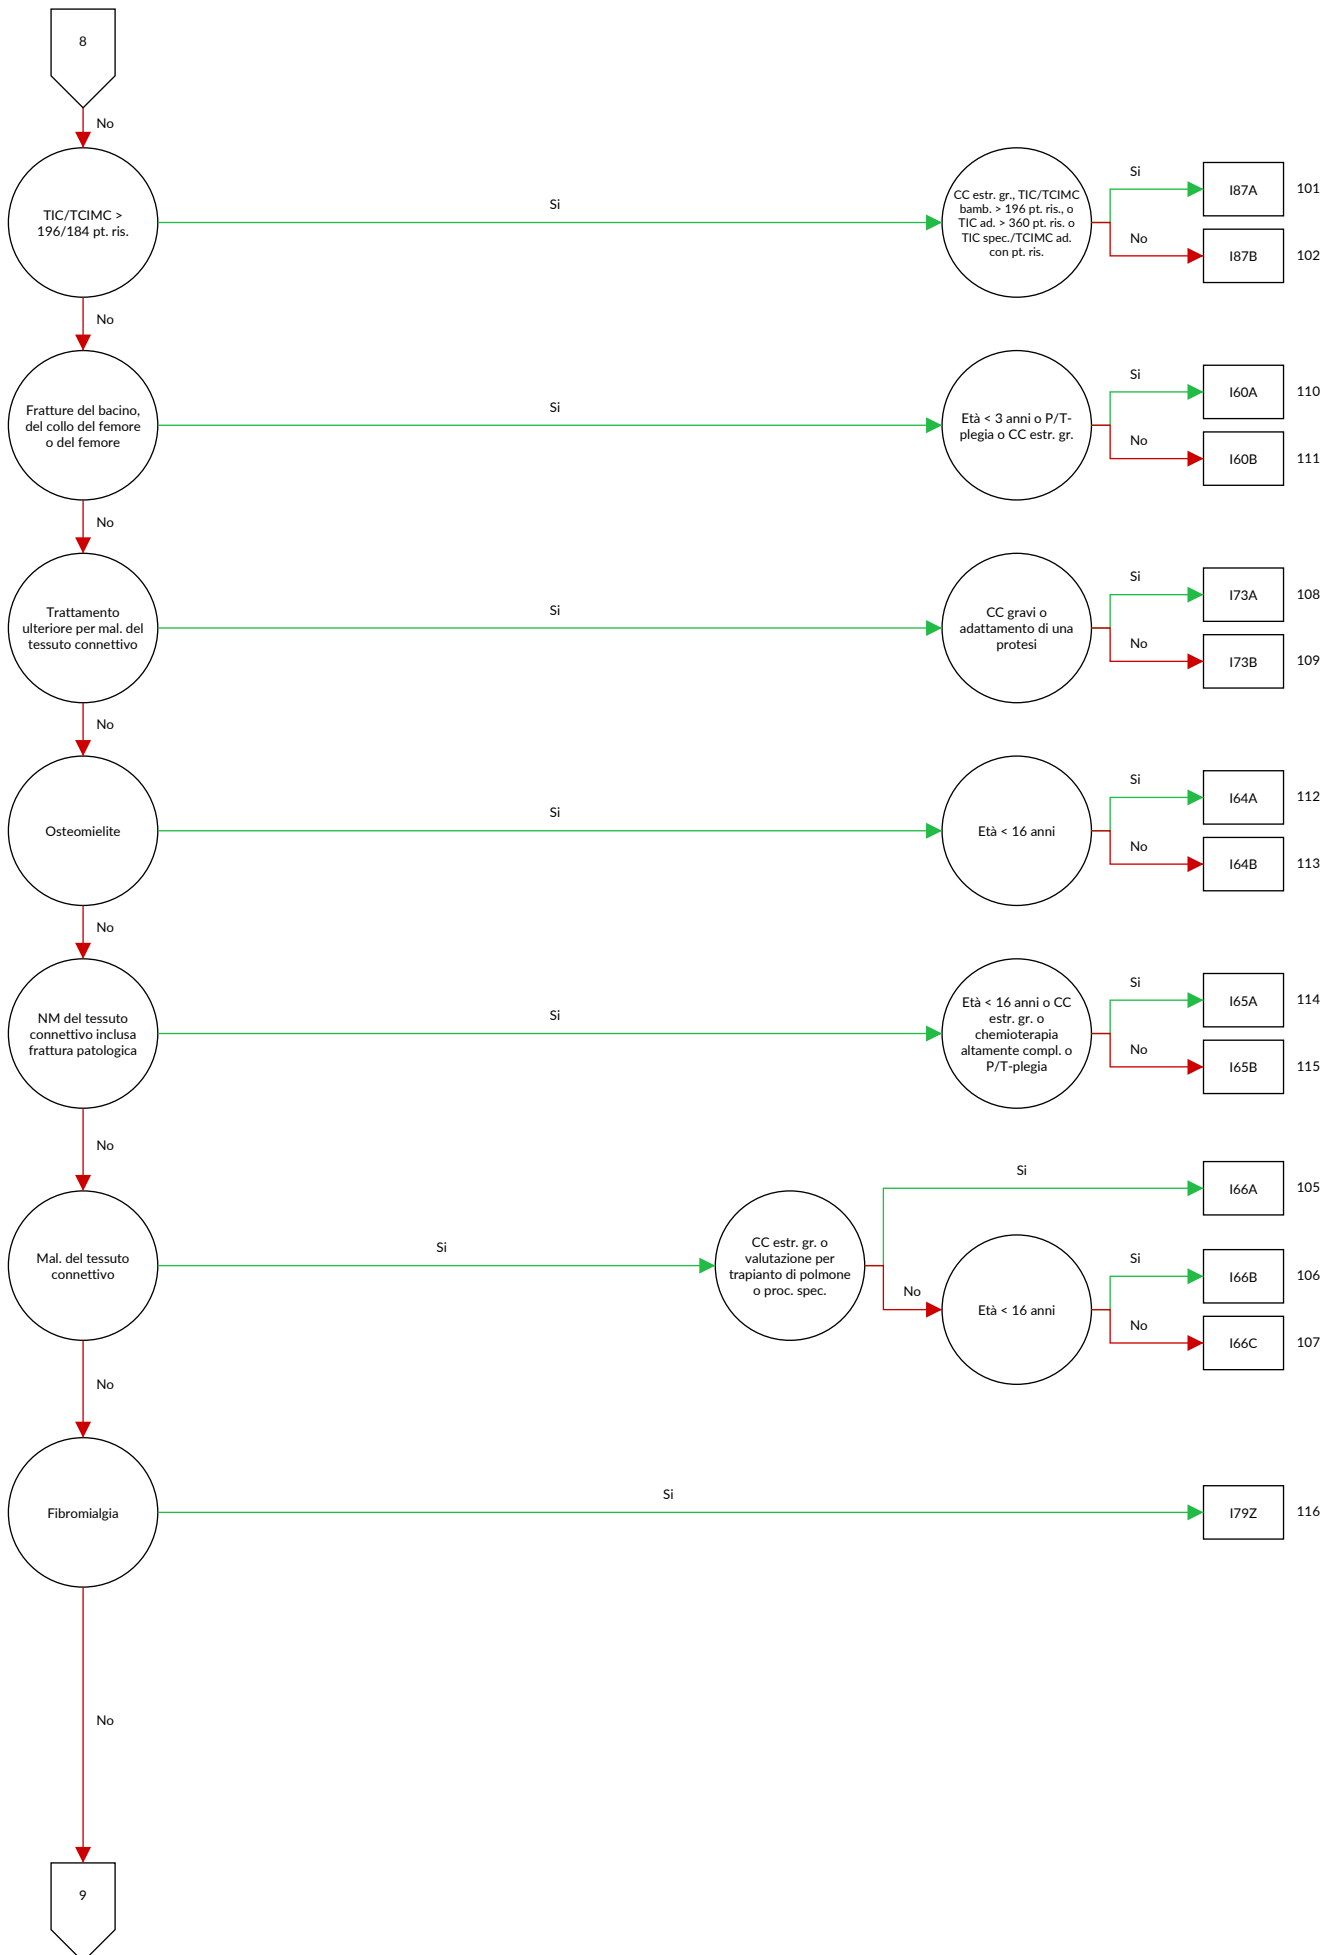 8
No
TIC/TCIMC >
196/184 pt. ris.
Si
CC estr. gr., TIC/TCIMC
bamb. > 196 pt. ris., o
TIC ad. > 360 pt. ris. o
TIC spec./TCIMC ad.
con pt. ris.
Si
I87A
101
No
I87B
102
No
Fratture del bacino,
del collo del femore
o del femore
Si
Età < 3 anni o P/T-
plegia o CC estr. gr.
Si
I60A
110
No
I60B
111
No
Trattamento
ulteriore per mal. del
tessuto connettivo
Si
CC gravi o
adattamento di una
protesi
Si
I73A
108
No
I73B
109
No
Osteomielite
Si
Età < 16 anni
Si
I64A
112
No
I64B
113
No
NM del tessuto
connettivo inclusa
frattura patologica
Si
Età < 16 anni o CC
estr. gr. o
chemioterapia
altamente compl. o
P/T-plegia
Si
I65A
114
No
I65B
115
No
Mal. del tessuto
connettivo
Si
CC estr. gr. o
valutazione per
trapianto di polmone
o proc. spec.
Si
I66A
105
No
Età < 16 anni
Si
I66B
106
No
I66C
107
No
Fibromialgia
Si
I79Z
116
No
9